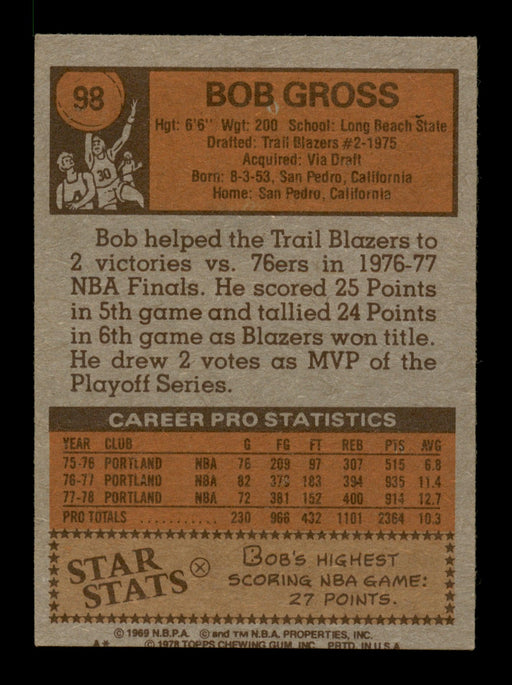 98
BOB GROSS
Hgt: 6'6" Wgt: 200 School: Long Beach State
Drafted: Trail Blazers #2-1975
Acquired: Via Draft
Born: 8-3-53, San Pedro, California
Home: San Pedro, California
30
Bob helped the Trail Blazers to
2 victories vs. 76ers in 1976-77
NBA Finals. He scored 25 Points
in 5th game and tallied 24 Points
in 6th game as Blazers won title.
He drew 2 votes as MVP of the
Playoff Series.
CAREER PRO STATISTICS
YEAR CLUB G FG FT REB PTS AVG
75-76 PORTLAND NBA 76 209 97 307 515 6.8
76-77 PORTLAND NBA 82 376 183 394 935 11.4
77-78 PORTLAND NBA 72 381 152 400 914 12.7
PRO TOTALS .......... 230 966 432 1101 2364 10.3
STAR
STATS
BOB'S HIGHEST
SCORING NBA GAME:
27 POINTS.
© 1969 N.B.P.A. © and TM N.B.A. PROPERTIES, INC.
A* © 1978 TOPPS CHEWING GUM, INC. PRTD. IN U.S.A